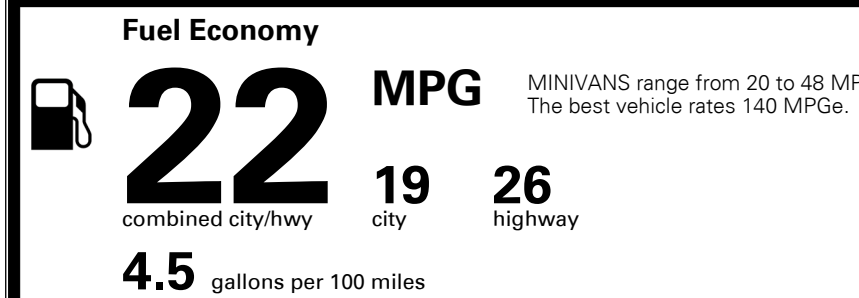 Fuel Economy
22 MPG
MINIVANS range from 20 to 48 MP
The best vehicle rates 140 MPGe.
combined city/hwy
19 city
26 highway
4.5 gallons per 100 miles